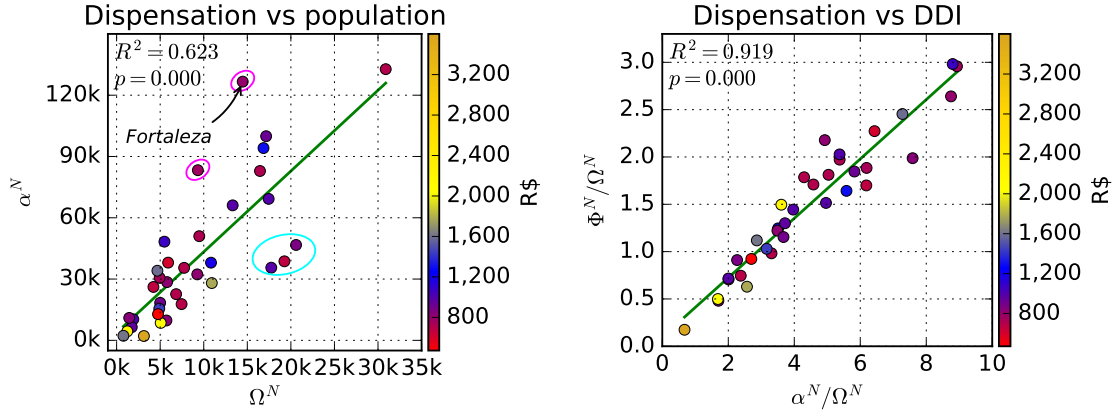 Dispensation vs population
R² = 0.623
p = 0.000
Fortaleza
α^N
120k
90k
60k
30k
0k
0k 5k 10k 15k 20k 25k 30k 35k
Ω^N
3,200
2,800
2,400
2,000
1,600
1,200
800
R$
Dispensation vs DDI
R² = 0.919
p = 0.000
Φ^N/Ω^N
3.0
2.5
2.0
1.5
1.0
0.5
0.0
0 2 4 6 8 10
α^N/Ω^N
3,200
2,800
2,400
2,000
1,600
1,200
800
R$